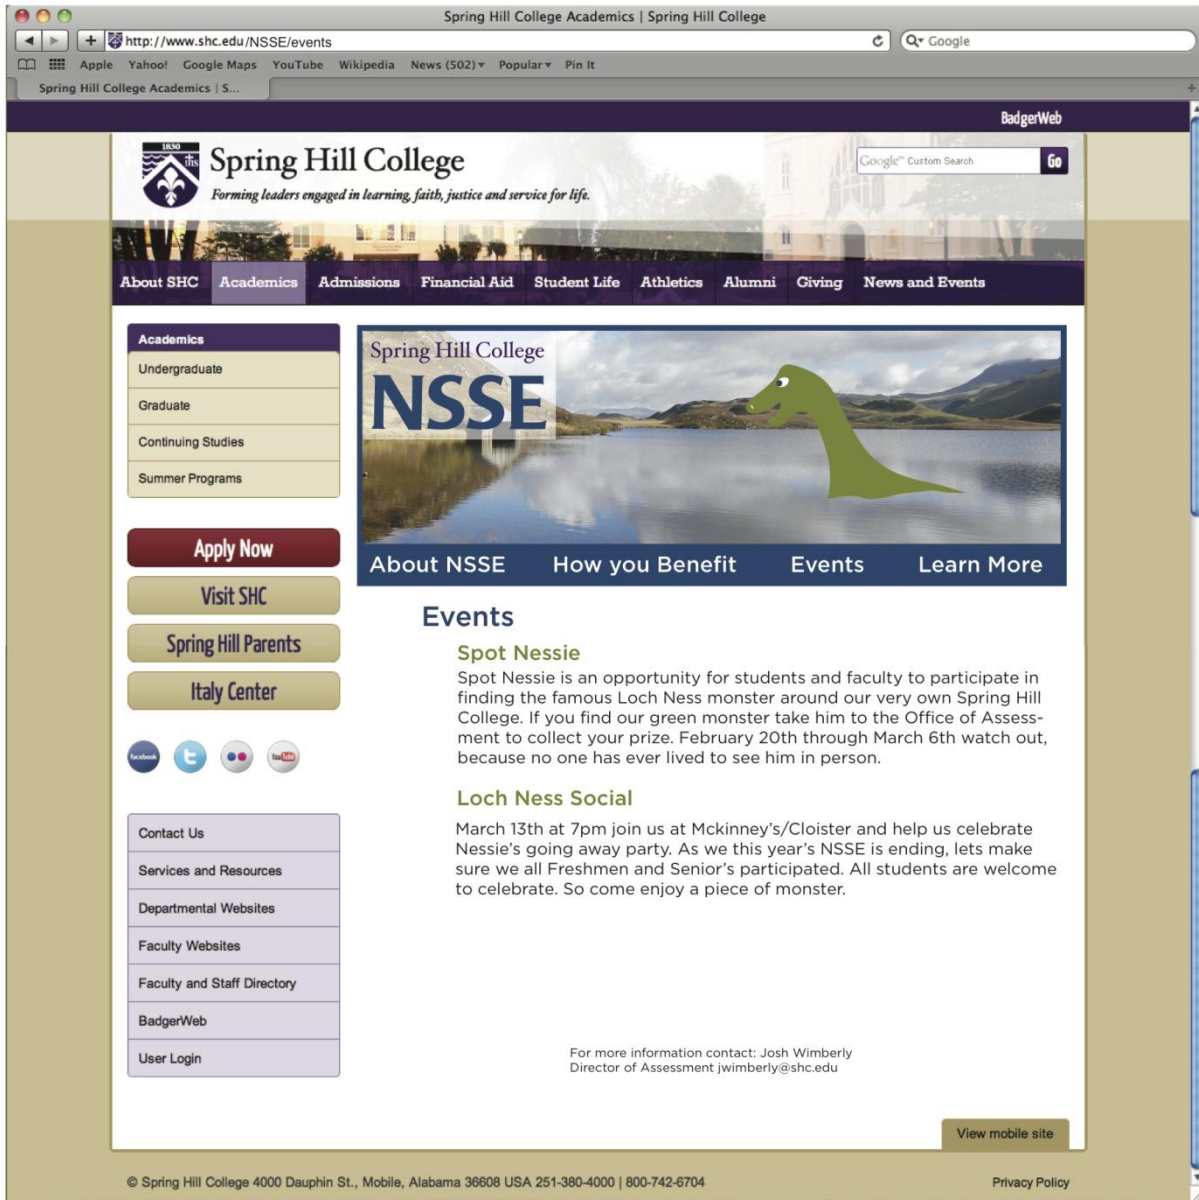 Spring Hill College Academics | Spring Hill College
http://www.shc.edu/NSSE/events
Google
Apple Yahoo! Google Maps YouTube Wikipedia News (502) Popular Pin It
Spring Hill College Academics | S...
BadgerWeb
1830
ihs
Spring Hill College
Forming leaders engaged in learning, faith, justice and service for life.
Google™ Custom Search
Go
About SHC Academics Admissions Financial Aid Student Life Athletics Alumni Giving News and Events
Academics
Undergraduate
Graduate
Continuing Studies
Summer Programs
Apply Now
Visit SHC
Spring Hill Parents
Italy Center
facebook
t
You Tube
Contact Us
Services and Resources
Departmental Websites
Faculty Websites
Faculty and Staff Directory
BadgerWeb
User Login
Spring Hill College
NSSE
About NSSE How you Benefit Events Learn More
Events
Spot Nessie
Spot Nessie is an opportunity for students and faculty to participate in
finding the famous Loch Ness monster around our very own Spring Hill
College. If you find our green monster take him to the Office of Assess-
ment to collect your prize. February 20th through March 6th watch out,
because no one has ever lived to see him in person.
Loch Ness Social
March 13th at 7pm join us at Mckinney's/Cloister and help us celebrate
Nessie's going away party. As we this year's NSSE is ending, lets make
sure we all Freshmen and Senior's participated. All students are welcome
to celebrate. So come enjoy a piece of monster.
For more information contact: Josh Wimberly
Director of Assessment jwimberly@shc.edu
View mobile site
© Spring Hill College 4000 Dauphin St., Mobile, Alabama 36608 USA 251-380-4000 | 800-742-6704
Privacy Policy